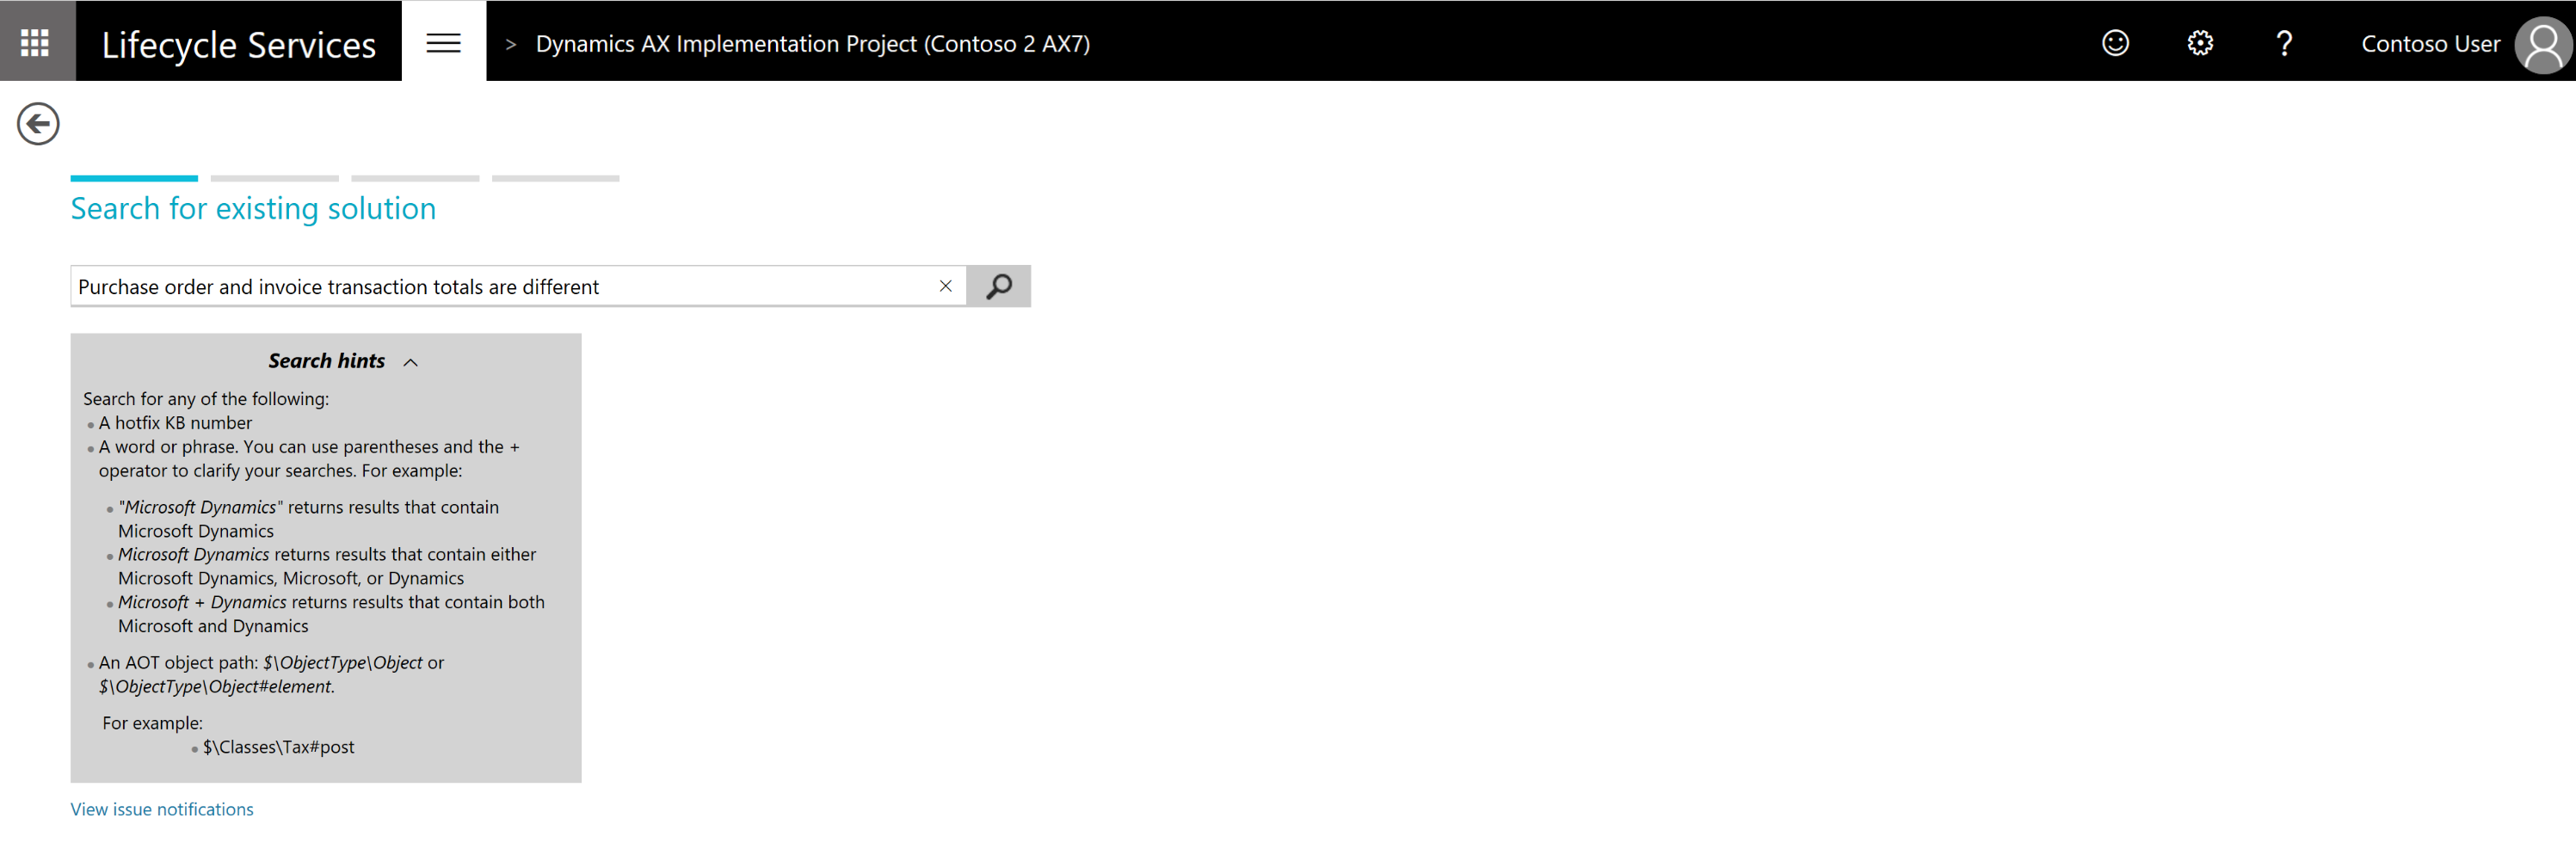 Lifecycle Services > Dynamics AX Implementation Project (Contoso 2 AX7) ? Contoso User
Search for existing solution
Purchase order and invoice transaction totals are different
Search hints
Search for any of the following:
A hotfix KB number
A word or phrase. You can use parentheses and the +
operator to clarify your searches. For example:
"Microsoft Dynamics" returns results that contain
Microsoft Dynamics
Microsoft Dynamics returns results that contain either
Microsoft Dynamics, Microsoft, or Dynamics
Microsoft + Dynamics returns results that contain both
Microsoft and Dynamics
An AOT object path: $\ObjectType\Object or
$\ObjectType\Object#element.
For example:
$\Classes\Tax#post
View issue notifications